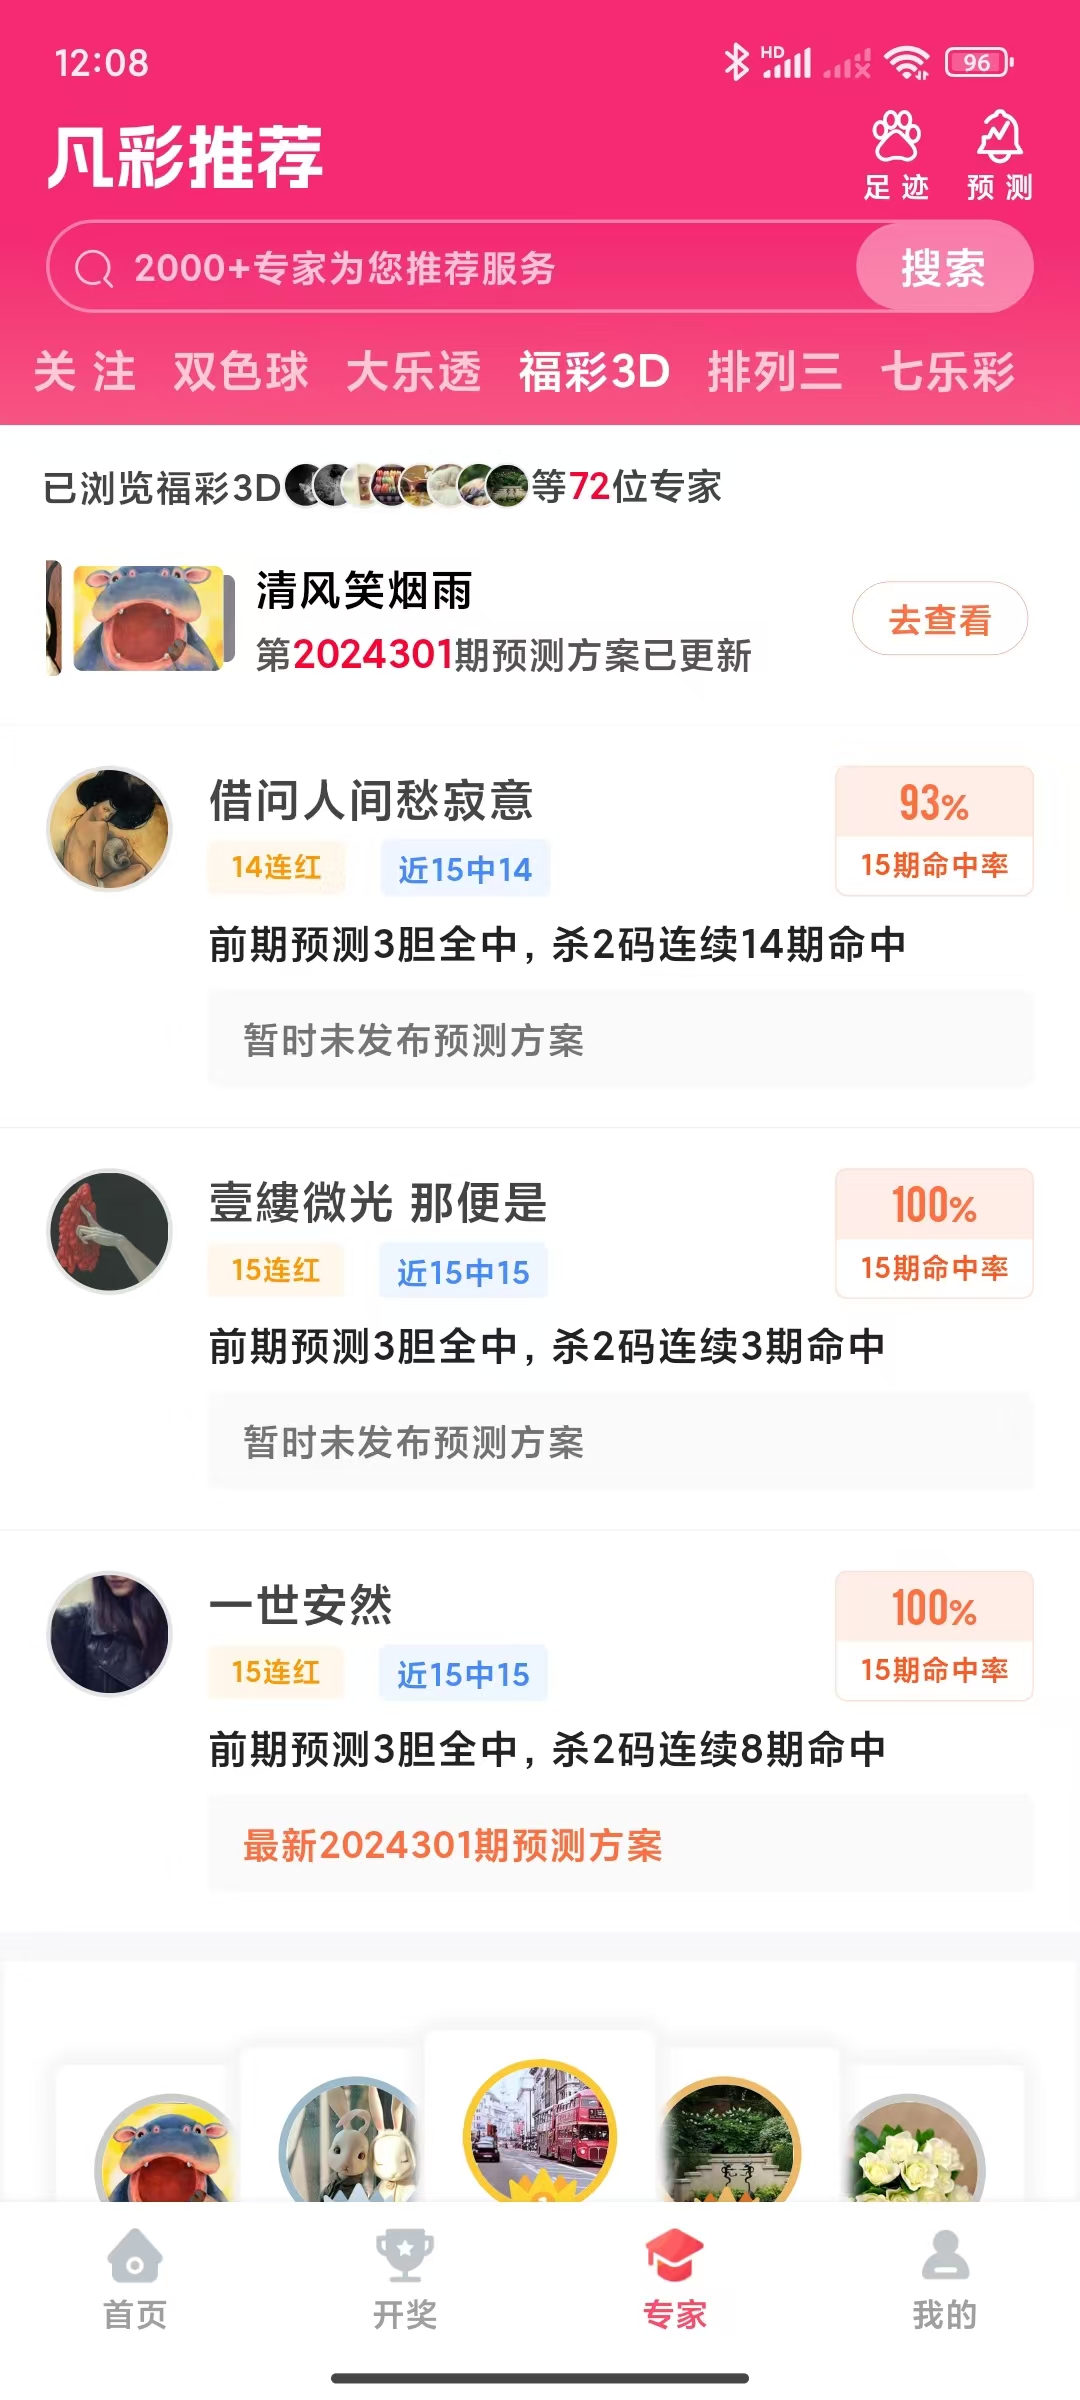 12:08
HD
96
凡彩推荐
足迹
预测
2000+专家为您推荐服务
搜索
关注 双色球 大乐透 福彩3D 排列三 七乐彩
已浏览福彩3D等72位专家
清风笑烟雨
第2024301期预测方案已更新
去查看
借问人间愁寂意
14连红 近15中14
93%
15期命中率
前期预测3胆全中, 杀2码连续14期命中
暂时未发布预测方案
壹縷微光 那便是
15连红 近15中15
100%
15期命中率
前期预测3胆全中, 杀2码连续3期命中
暂时未发布预测方案
一世安然
15连红 近15中15
100%
15期命中率
前期预测3胆全中, 杀2码连续8期命中
最新2024301期预测方案
首页
开奖
专家
我的